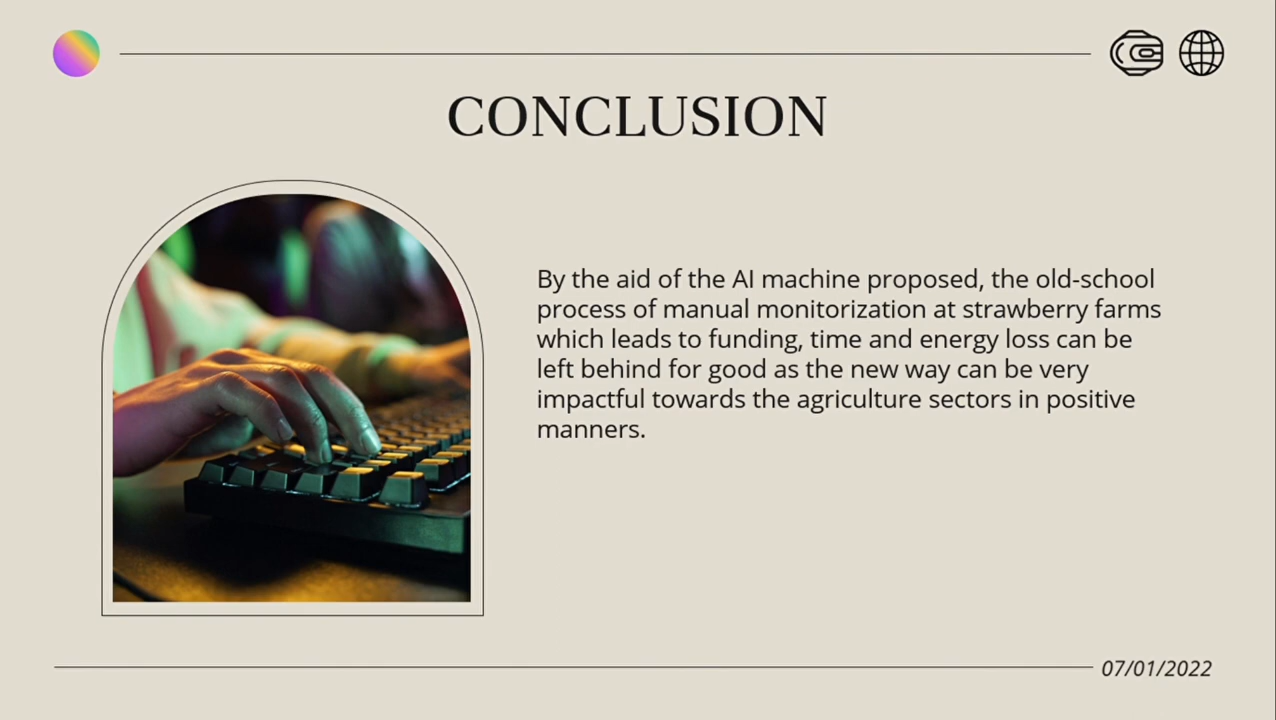 CONCLUSION
By the aid of the AI machine proposed, the old-school
process of manual monitorization at strawberry farms
which leads to funding, time and energy loss can be
left behind for good as the new way can be very
impactful towards the agriculture sectors in positive
manners.
07/01/2022